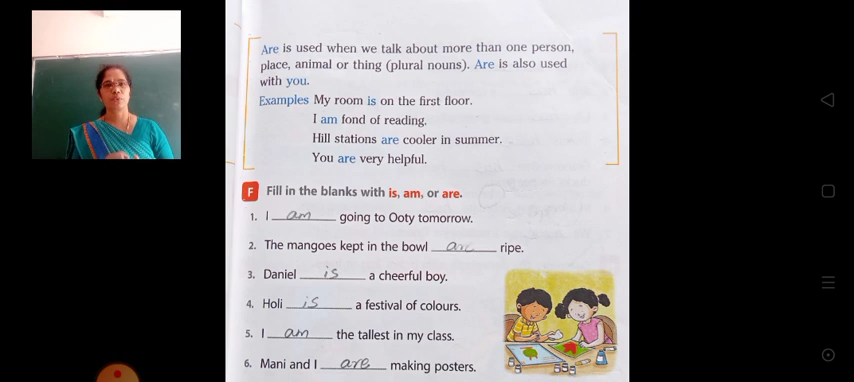 Are is used when we talk about more than one person,
place, animal or thing (plural nouns). Are is also used
with you.
Examples My room is on the first floor.
I am fond of reading.
Hill stations are cooler in summer.
You are very helpful.
F Fill in the blanks with is, am, or are.
1. I am going to Ooty tomorrow.
2. The mangoes kept in the bowl are ripe.
3. Daniel is a cheerful boy.
4. Holi is a festival of colours.
5. I am the tallest in my class.
6. Mani and I are making posters.